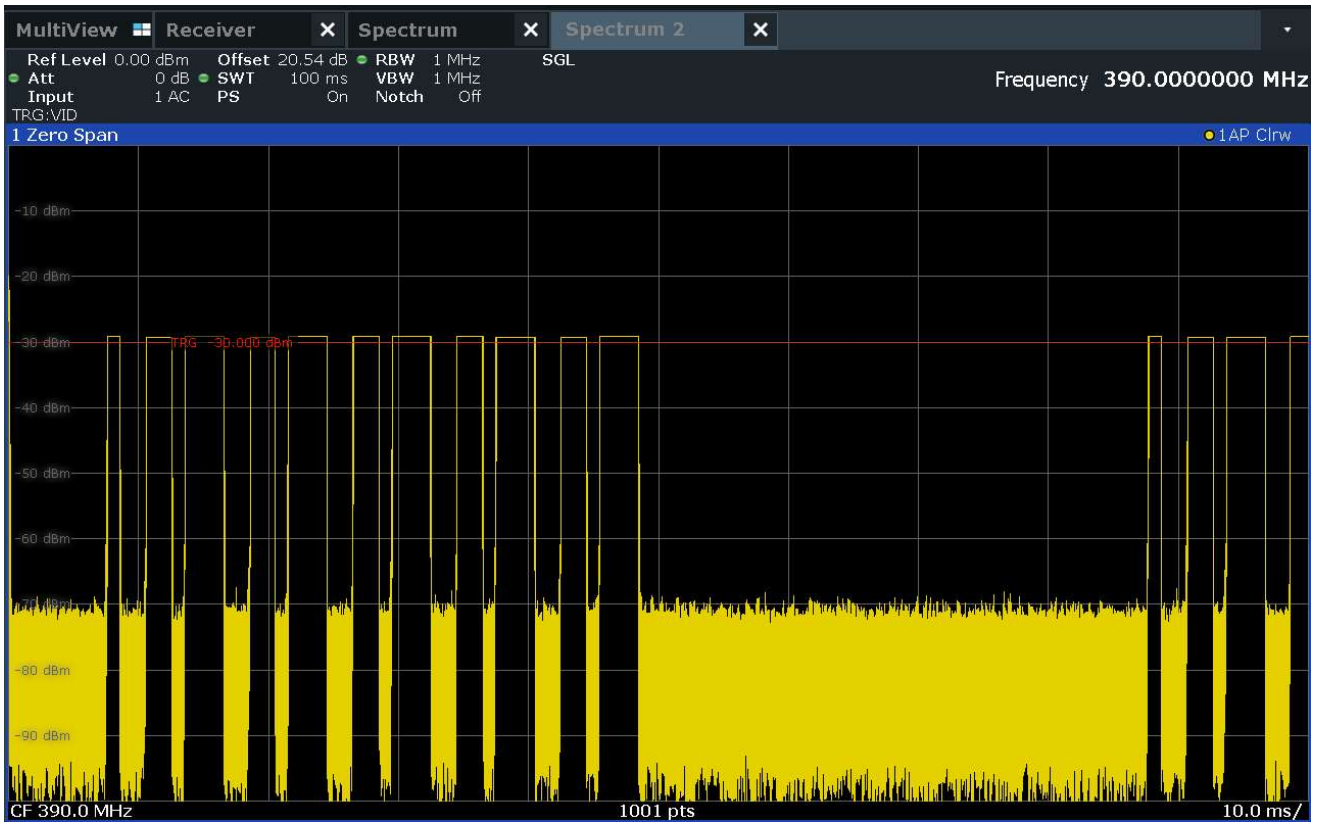 MultiView Receiver X Spectrum X Spectrum 2 X
Ref Level 0.00 dBm Offset 20.54 dB RBW 1 MHz SGL
Att 0 dB SWT 100 ms VBW 1 MHz
Frequency 390.0000000 MHz
Input 1 AC PS On Notch Off
TRG:VID
1 Zero Span 1AP Clrw
-10 dBm
-20 dBm
-30 dBm TRG -30.000 dBm
-40 dBm
-50 dBm
-60 dBm
-70 dBm
-80 dBm
-90 dBm
CF 390.0 MHz 1001 pts 10.0 ms/